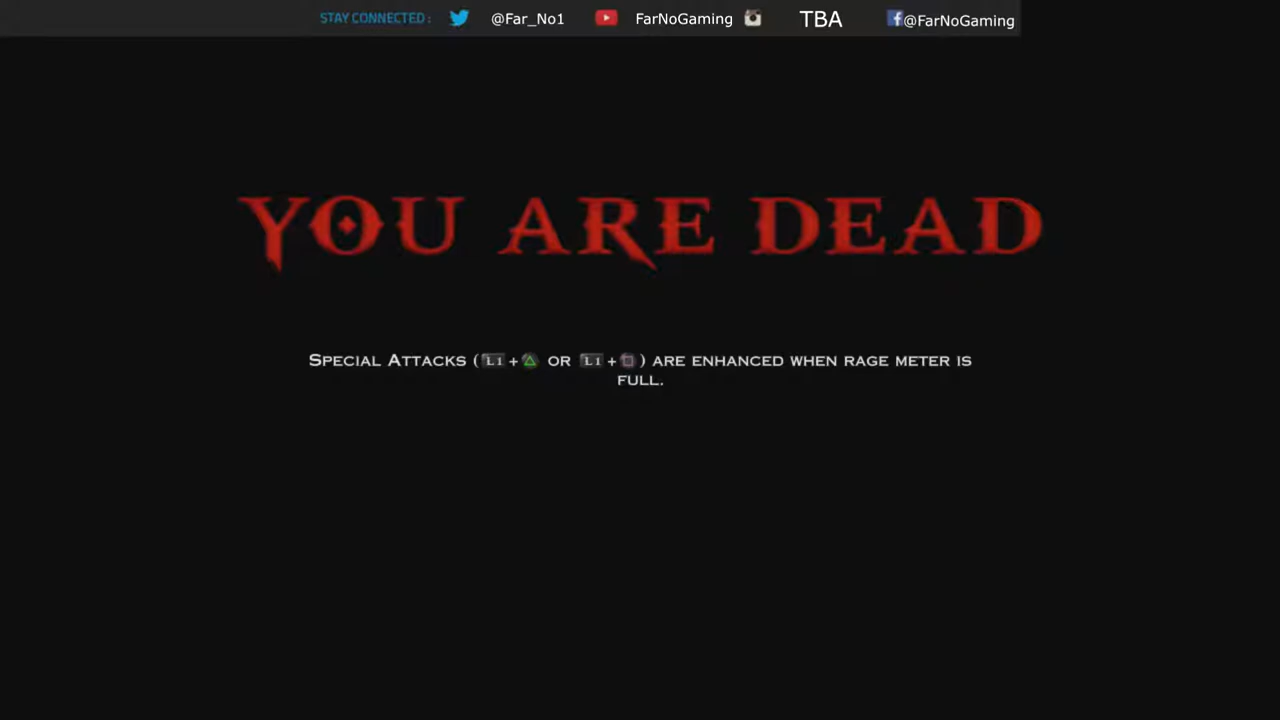 STAY CONNECTED : @Far_No1 FarNoGaming TBA @FarNoGaming
YOU ARE DEAD
SPECIAL ATTACKS (L1+△ OR L1+□) ARE ENHANCED WHEN RAGE METER IS
FULL.